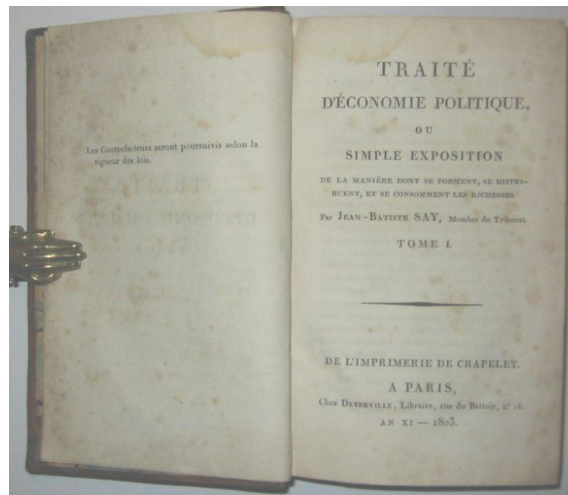 Les Contrefacteurs seront poursuivis selon la
rigueur des lois.
TRAITÉ
D'ÉCONOMIE POLITIQUE,
OU
SIMPLE EXPOSITION
DE LA MANIÈRE DONT SE FORMENT, SE DISTRI-
BUENT, ET SE CONSOMMENT LES RICHESSES.
Par JEAN-BATISTE SAY, Membre du Tribunat.
TOME I.
DE L'IMPRIMERIE DE CRAPELET.
A PARIS,
Chez DETERVILLE, Libraire, rue du Battoir, nº 16.
AN XI — 1803.